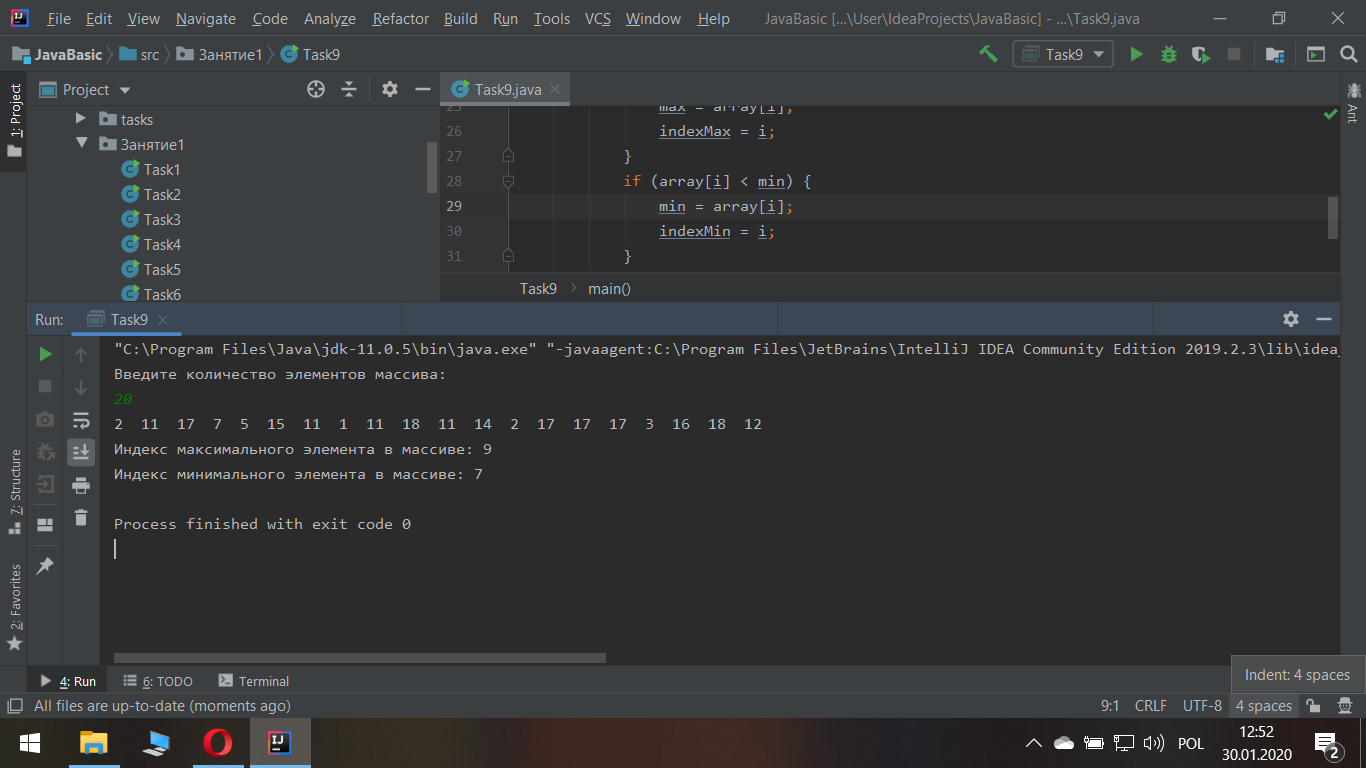 File Edit View Navigate Code Analyze Refactor Build Run Tools VCS Window Help JavaBasic [...\User\IdeaProjects\JavaBasic] - ...\Task9.java
JavaBasic src Занятие1 Task9 Task9
1: Project
Project
Task9.java
tasks
Занятие1
Task1
Task2
Task3
Task4
Task5
Task6
25 max = array[i];
26 indexMax = i;
27 }
28 if (array[i] < min) {
29 min = array[i];
30 indexMin = i;
31 }
Task9 main()
Ant
Run: Task9
"C:\Program Files\Java\jdk-11.0.5\bin\java.exe" "-javaagent:C:\Program Files\JetBrains\IntelliJ IDEA Community Edition 2019.2.3\lib\idea_
Введите количество элементов массива:
20
2 11 17 7 5 15 11 1 11 18 11 14 2 17 17 17 3 16 18 12
Индекс максимального элемента в массиве: 9
Индекс минимального элемента в массиве: 7
Process finished with exit code 0
7: Structure
2: Favorites
4: Run 6: TODO Terminal
Indent: 4 spaces
All files are up-to-date (moments ago) 9:1 CRLF UTF-8 4 spaces
POL
12:52
30.01.2020
2